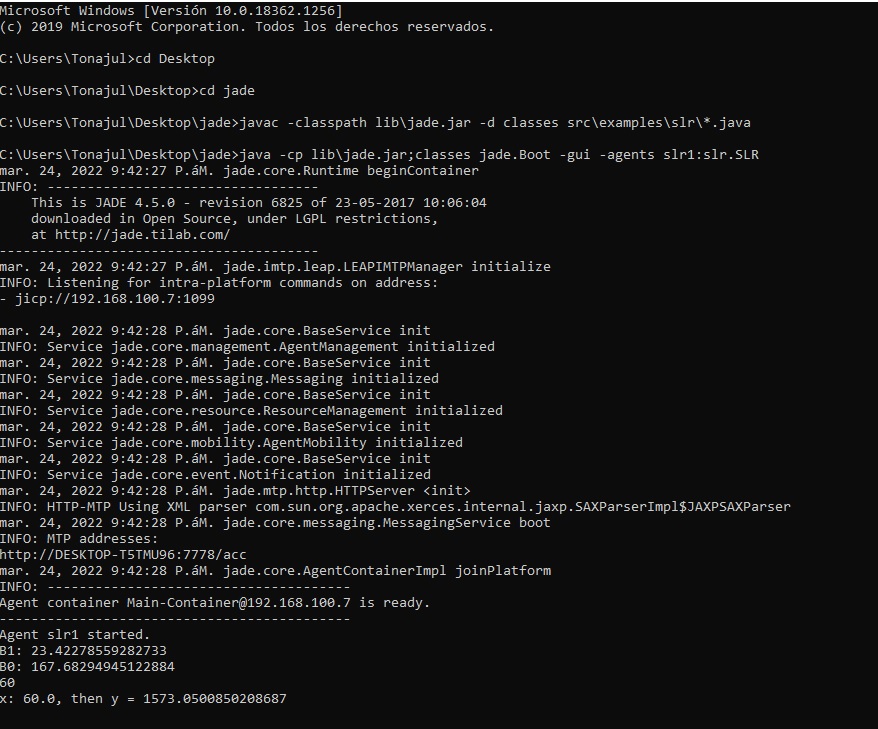 Microsoft Windows [Versión 10.0.18362.1256]
(c) 2019 Microsoft Corporation. Todos los derechos reservados.
C:\Users\Tonajul>cd Desktop
C:\Users\Tonajul\Desktop>cd jade
C:\Users\Tonajul\Desktop\jade>javac -classpath lib\jade.jar -d classes src\examples\slr\*.java
C:\Users\Tonajul\Desktop\jade>java -cp lib\jade.jar;classes jade.Boot -gui -agents slr1:slr.SLR
mar. 24, 2022 9:42:27 P.áM. jade.core.Runtime beginContainer
INFO: ----------------------------------
This is JADE 4.5.0 - revision 6825 of 23-05-2017 10:06:04
downloaded in Open Source, under LGPL restrictions,
at http://jade.tilab.com/
----------------------------------------
mar. 24, 2022 9:42:27 P.áM. jade.imtp.leap.LEAPIMTPManager initialize
INFO: Listening for intra-platform commands on address:
- jicp://192.168.100.7:1099
mar. 24, 2022 9:42:28 P.áM. jade.core.BaseService init
INFO: Service jade.core.management.AgentManagement initialized
mar. 24, 2022 9:42:28 P.áM. jade.core.BaseService init
INFO: Service jade.core.messaging.Messaging initialized
mar. 24, 2022 9:42:28 P.áM. jade.core.BaseService init
INFO: Service jade.core.resource.ResourceManagement initialized
mar. 24, 2022 9:42:28 P.áM. jade.core.BaseService init
INFO: Service jade.core.mobility.AgentMobility initialized
mar. 24, 2022 9:42:28 P.áM. jade.core.BaseService init
INFO: Service jade.core.event.Notification initialized
mar. 24, 2022 9:42:28 P.áM. jade.mtp.http.HTTPServer <init>
INFO: HTTP-MTP Using XML parser com.sun.org.apache.xerces.internal.jaxp.SAXParserImpl$JAXPSAXParser
mar. 24, 2022 9:42:28 P.áM. jade.core.messaging.MessagingService boot
INFO: MTP addresses:
http://DESKTOP-T5TMU96:7778/acc
mar. 24, 2022 9:42:28 P.áM. jade.core.AgentContainerImpl joinPlatform
INFO: --------------------------------------
Agent container Main-Container@192.168.100.7 is ready.
--------------------------------------------
Agent slr1 started.
B1: 23.42278559282733
B0: 167.68294945122884
60
x: 60.0, then y = 1573.0500850208687